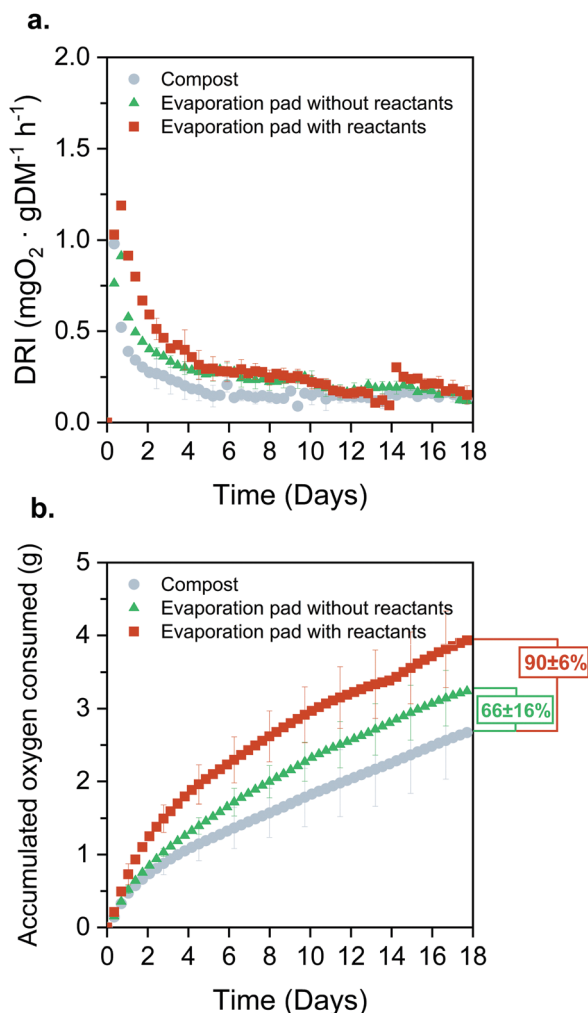 a.
2.0
1.5
1.0
0.5
0.0
DRI (mgO₂ · gDM⁻¹ h⁻¹)
Compost
Evaporation pad without reactants
Evaporation pad with reactants
0 2 4 6 8 10 12 14 16 18
Time (Days)
b.
5
4
3
2
1
0
Accumulated oxygen consumed (g)
Compost
Evaporation pad without reactants
Evaporation pad with reactants
90±6%
66±16%
0 2 4 6 8 10 12 14 16 18
Time (Days)